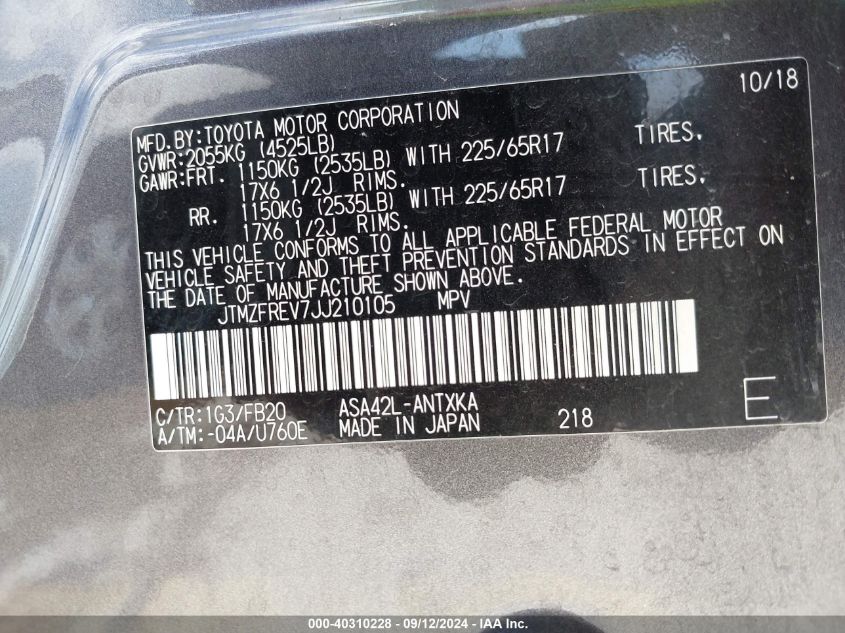 10/18
MFD.BY:TOYOTA MOTOR CORPORATION
GVWR:2055KG (4525LB)
GAWR:FRT. 1150KG (2535LB) WITH 225/65R17 TIRES.
17X6 1/2J RIMS.
RR. 1150KG (2535LB) WITH 225/65R17 TIRES.
17X6 1/2J RIMS.
THIS VEHICLE CONFORMS TO ALL APPLICABLE FEDERAL MOTOR
VEHICLE SAFETY AND THEFT PREVENTION STANDARDS IN EFFECT ON
THE DATE OF MANUFACTURE SHOWN ABOVE.
JTMZFREV7JJ210105 MPV
C/TR:1G3/FB20 ASA42L-ANTXKA
A/TM:-04A/U760E MADE IN JAPAN 218 E
000-40310228 - 09/12/2024 - IAA Inc.